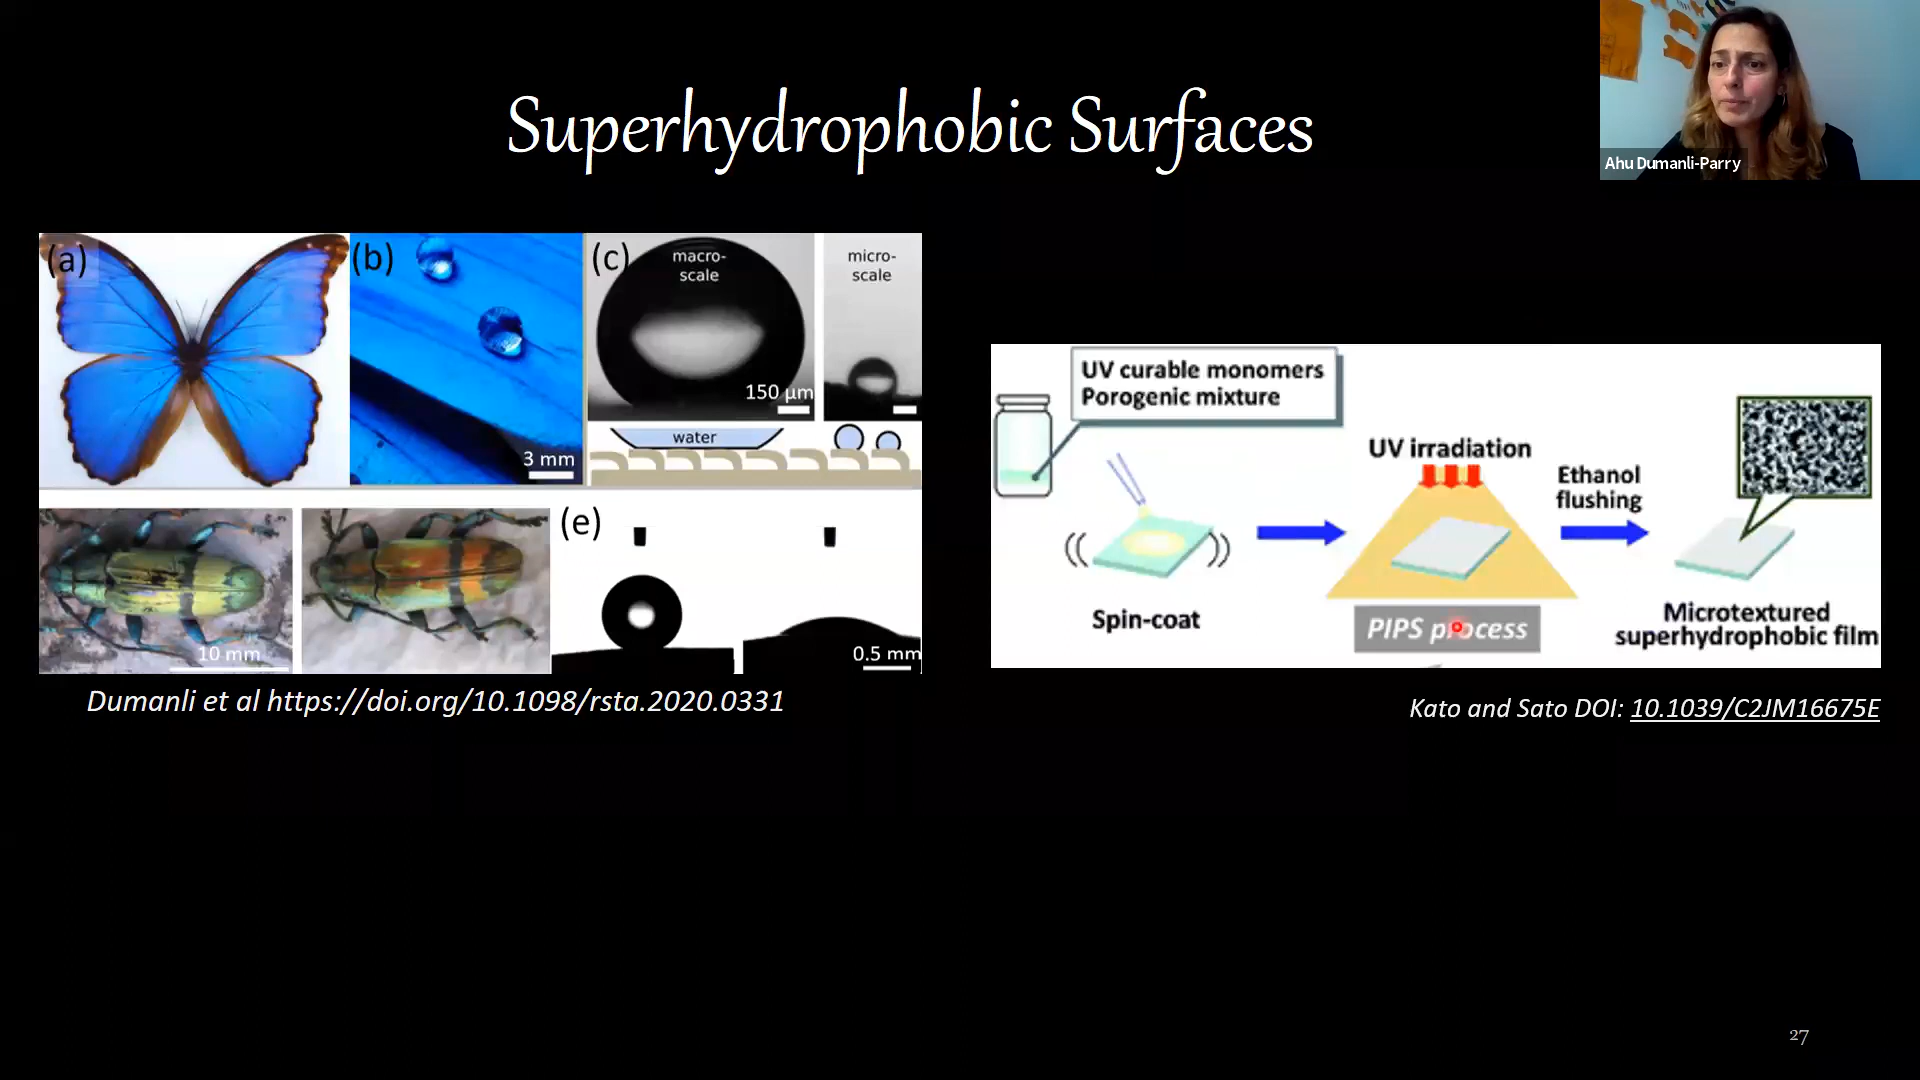 Superhydrophobic Surfaces
Ahu Dumanli-Parry
(a)
(b)
3 mm
(c)
macro-
scale
150 µm
micro-
scale
water
10 mm
(e)
0.5 mm
Dumanli et al https://doi.org/10.1098/rsta.2020.0331
UV curable monomers
Porogenic mixture
Spin-coat
UV irradiation
PIPS process
Ethanol
flushing
Microtextured
superhydrophobic film
Kato and Sato DOI: 10.1039/C2JM16675E
27